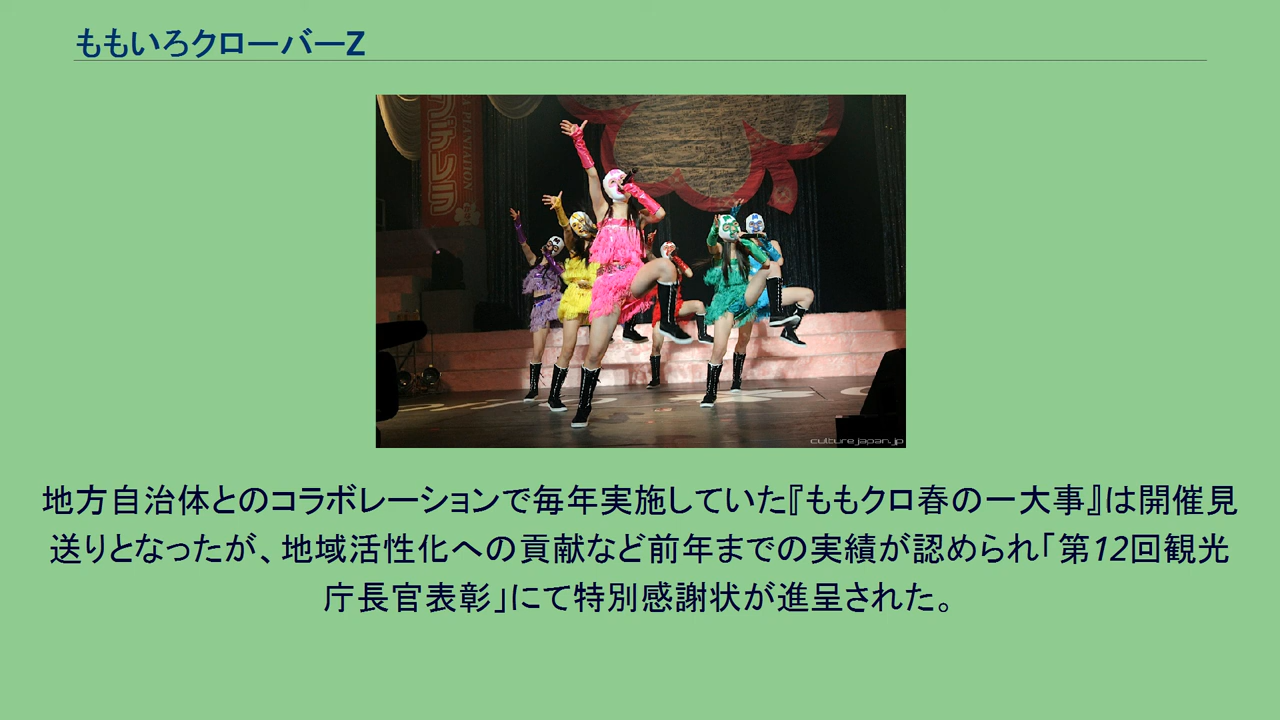 ももいろクローバーZ
A PLANTATION
culture japan.jp
地方自治体とのコラボレーションで毎年実施していた『ももクロ春の一大事』は開催見
送りとなったが、地域活性化への貢献など前年までの実績が認められ「第12回観光
庁長官表彰」にて特別感謝状が進呈された。